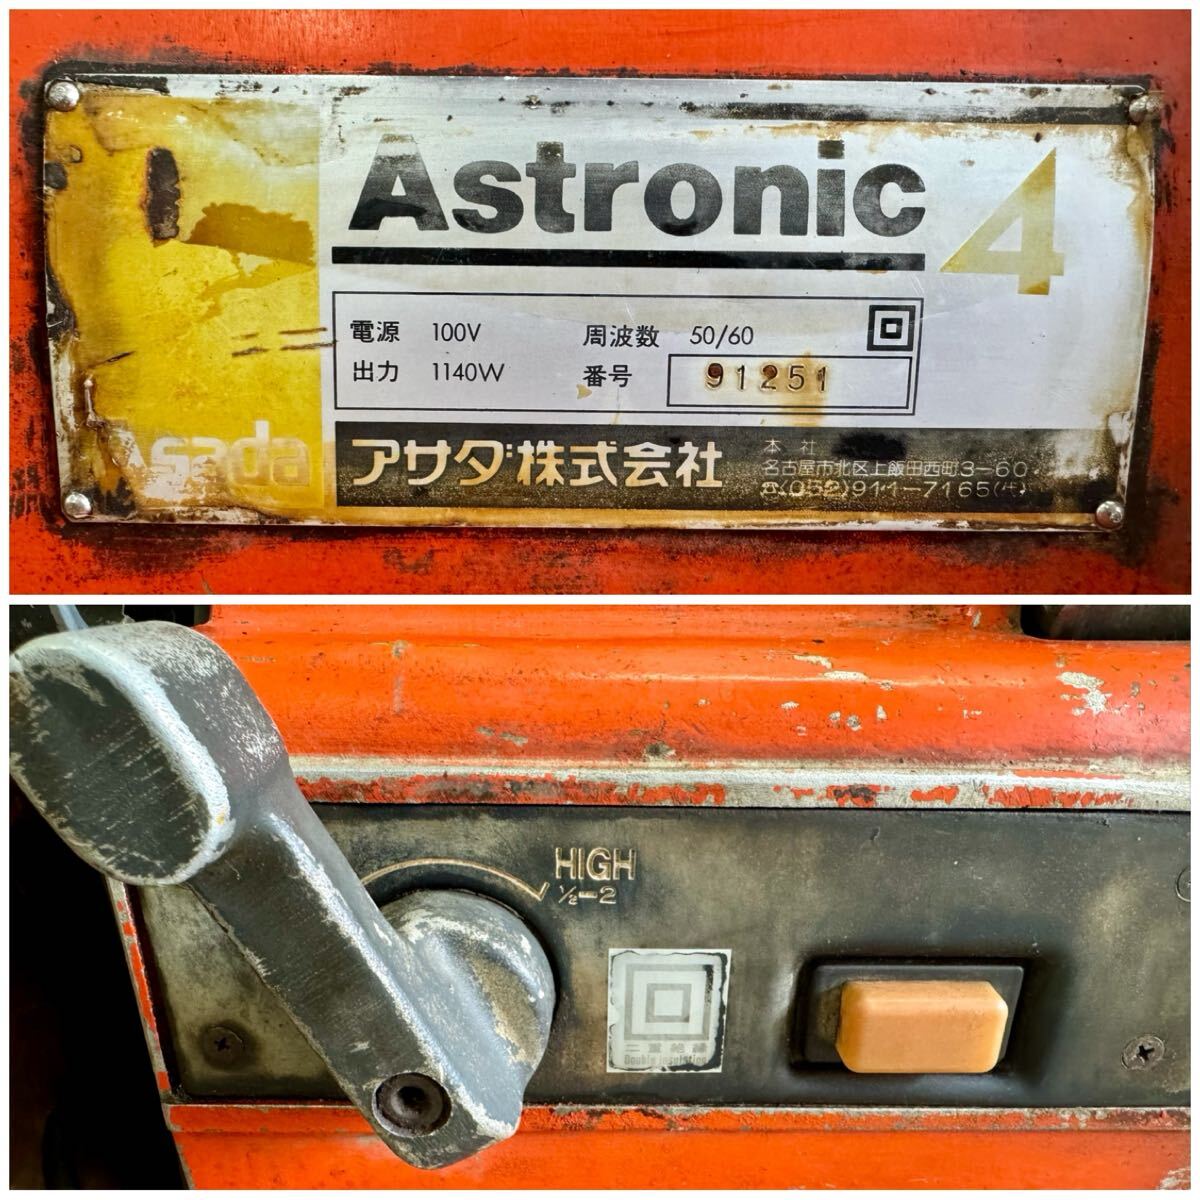 Astronic 4
電源 100V 周波数 50/60
出力 1140W 番号 91251
asada アサダ株式会社
本社
名古屋市北区上飯田西町3-60
(052)911-7165(代)
HIGH
½-2
二重絶縁
Double Insulation